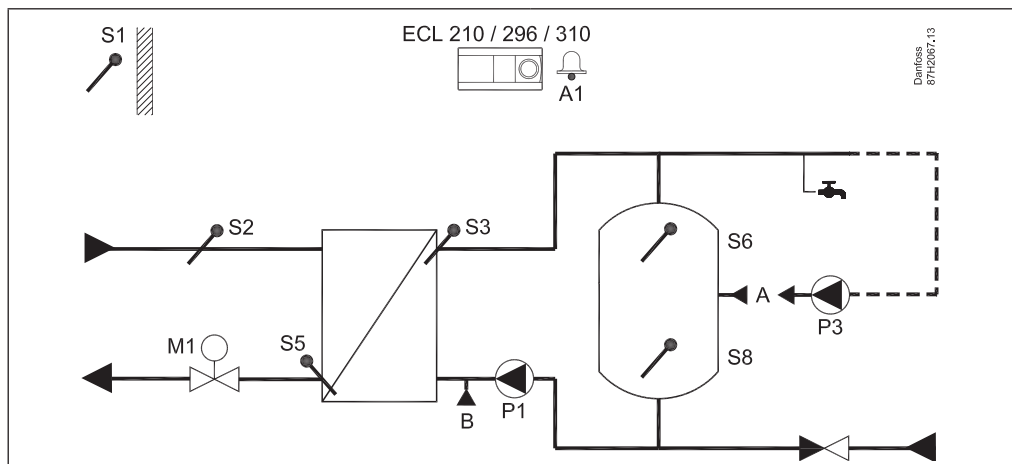 S1
ECL 210 / 296 / 310
A1
Danfoss
87H2067.13
S2
S3
S6
A
P3
M1
S5
S8
B
P1